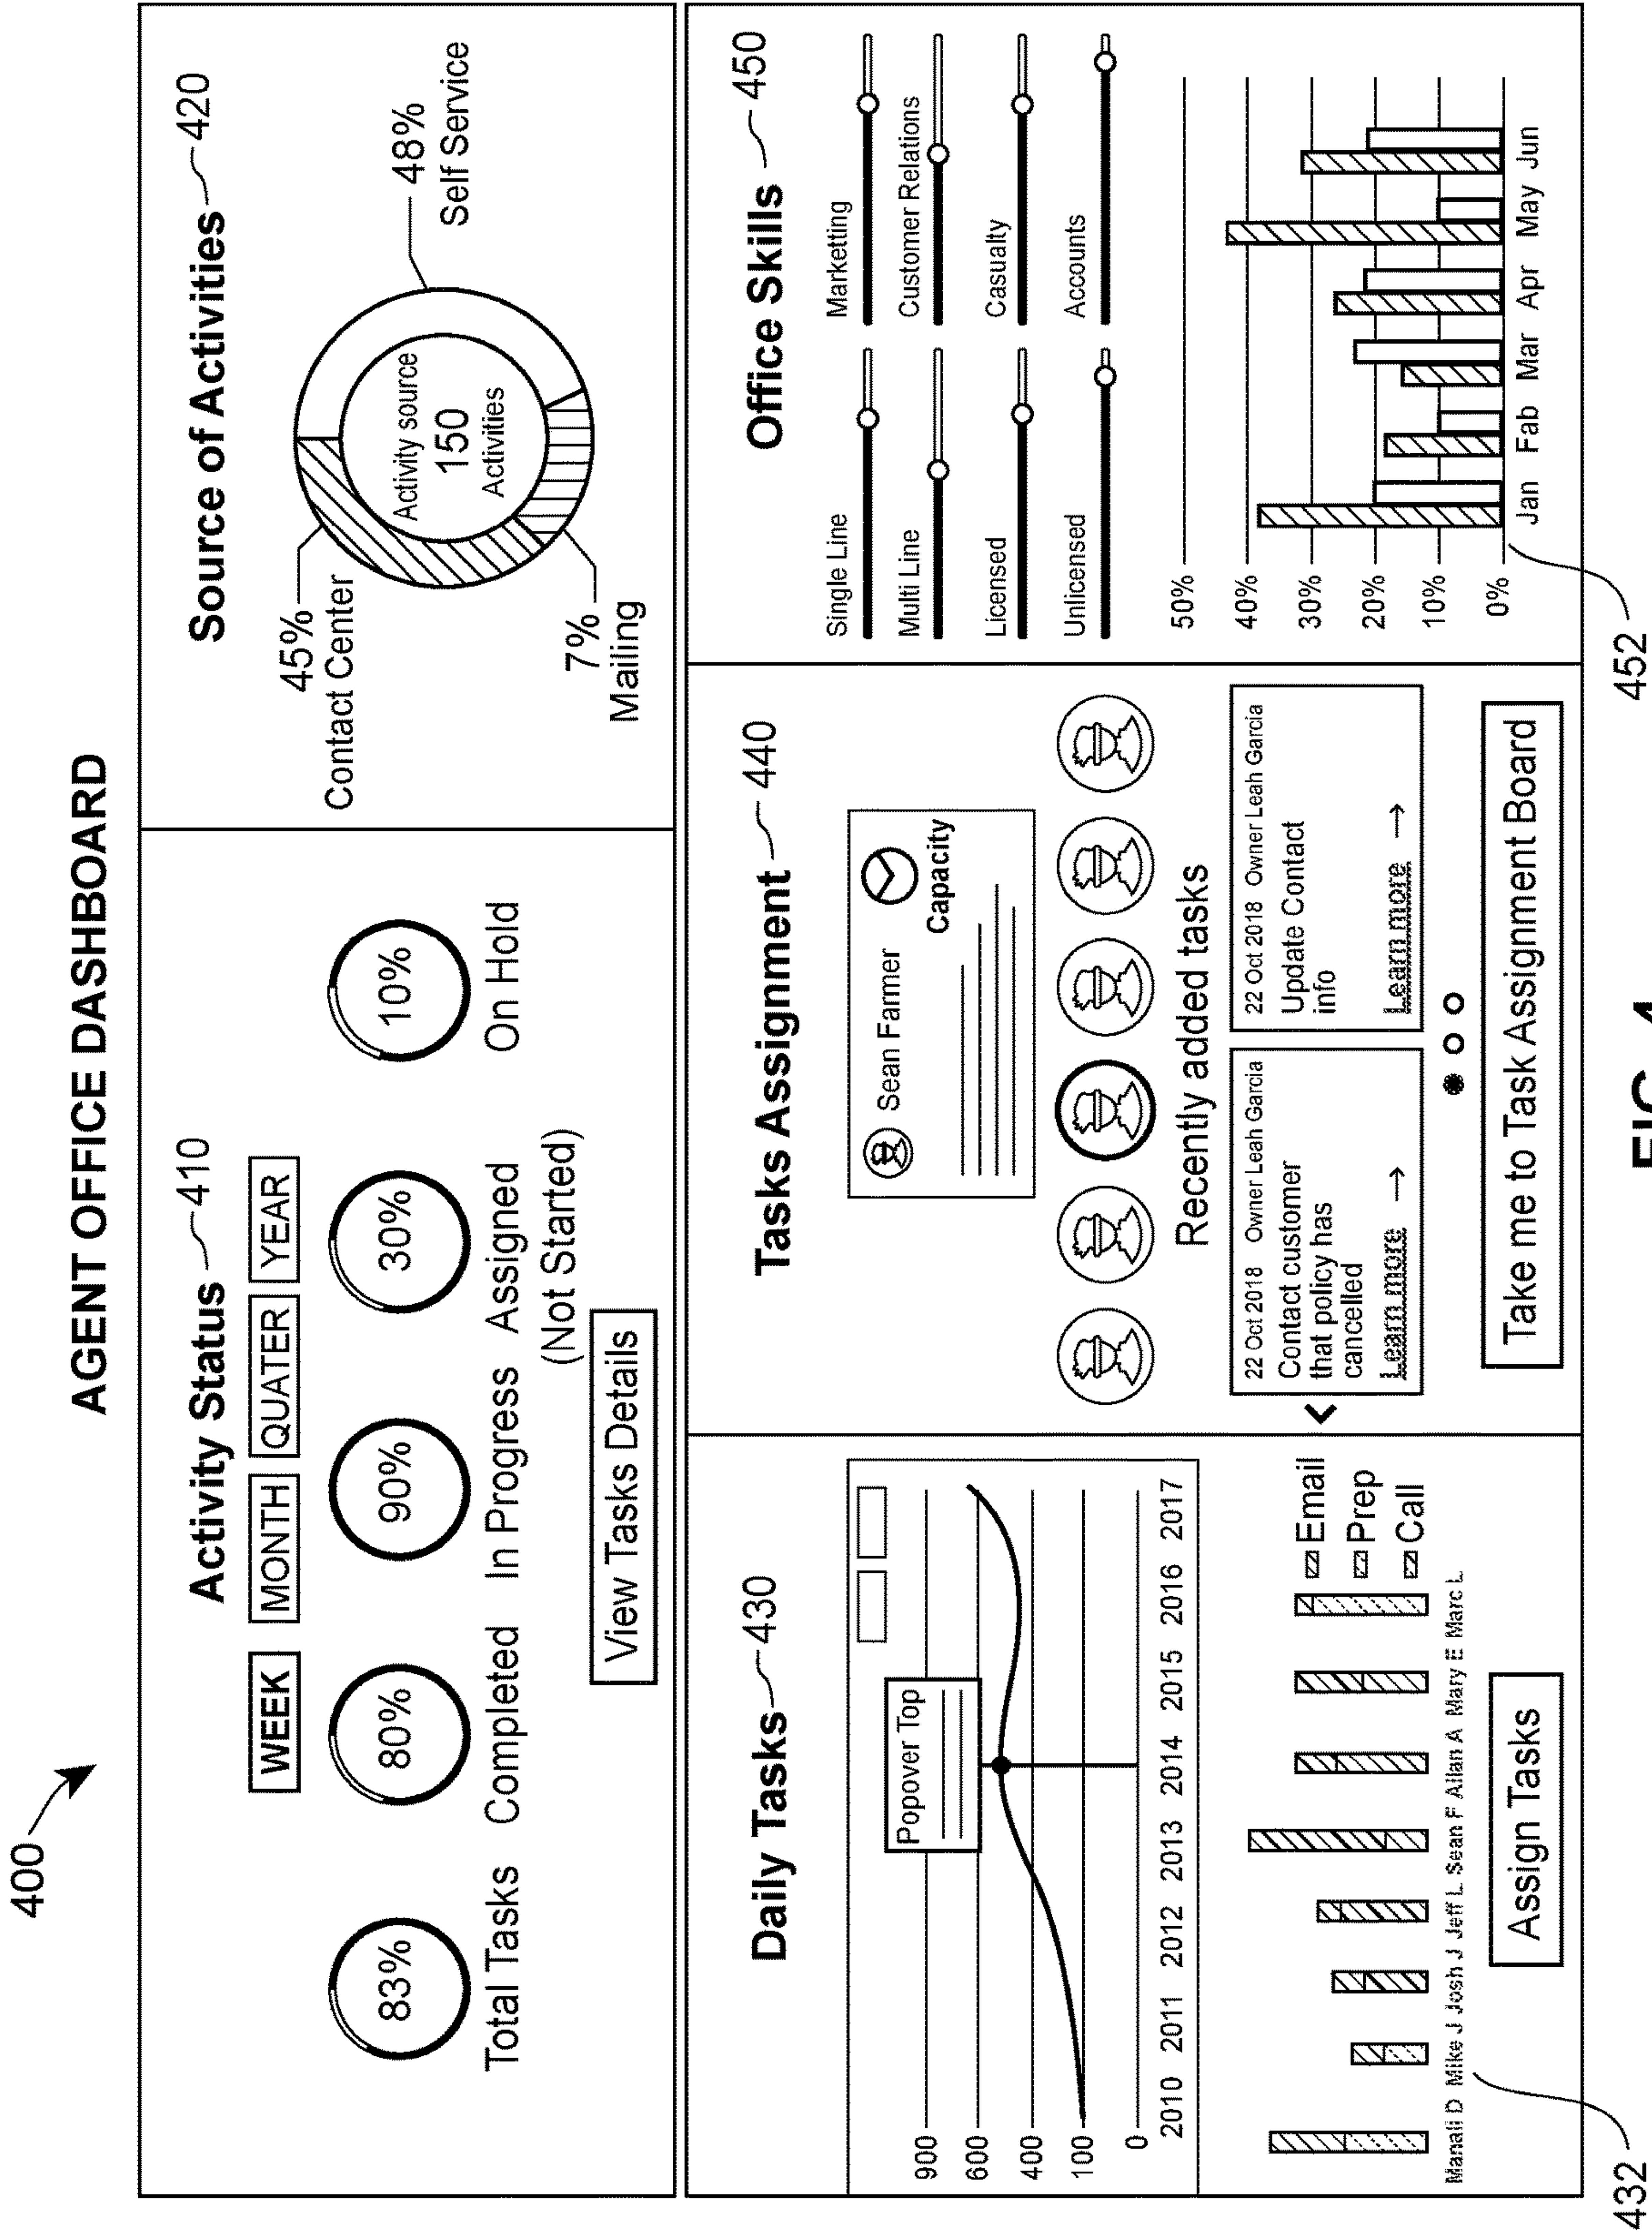 400
AGENT OFFICE DASHBOARD
Activity Status 410
WEEK MONTH QUATER YEAR
83% 80% 90% 30% 10%
Total Tasks Completed In Progress Assigned On Hold
(Not Started)
View Tasks Details
Source of Activities 420
45%
Contact Center
48%
Self Service
Activity source
150
Activities
7%
Mailing
Daily Tasks 430
Popover Top
900
600
400
100
0
2010 2011 2012 2013 2014 2015 2016 2017
Email
Prep
Call
Manali D Mike J Josh J Jeff L Sean F Allan A Mary E Marc L
432
Assign Tasks
Tasks Assignment 440
Sean Farmer
Capacity
Recently added tasks
22 Oct 2018 Owner Leah Garcia
Contact customer
that policy has
cancelled
Learn more
22 Oct 2018 Owner Leah Garcia
Update Contact
info
Learn more
Take me to Task Assignment Board
Office Skills 450
Single Line Marketting
Multi Line Customer Relations
Licensed Casualty
Unlicensed Accounts
50%
40%
30%
20%
10%
0%
Jan Fab Mar Apr May Jun
452